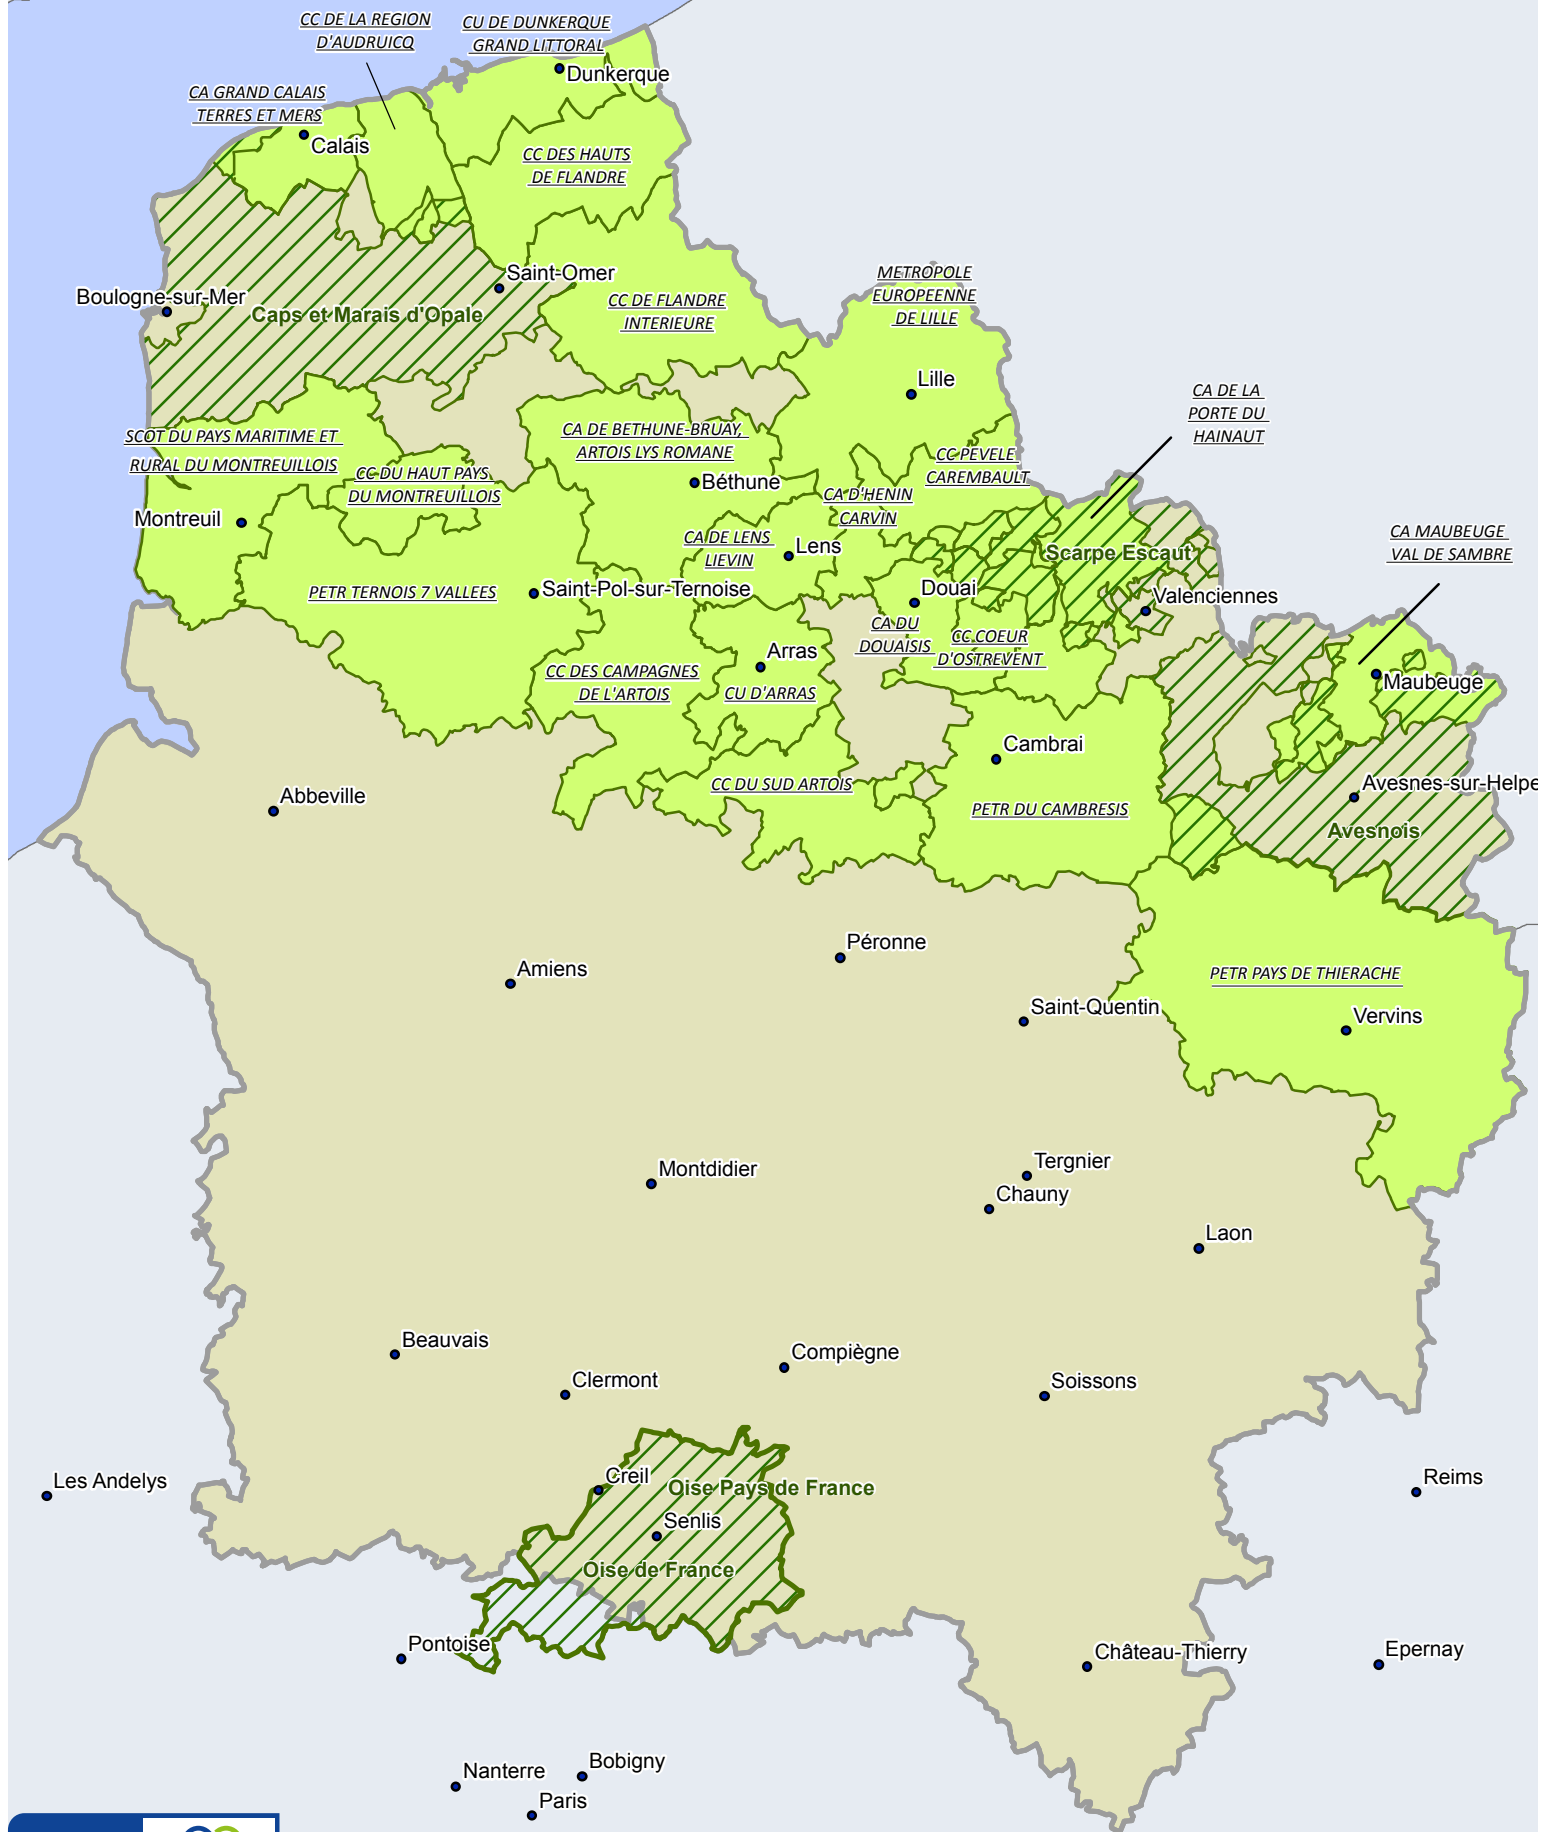 CC DE LA REGION
D'AUDRUICQ
CU DE DUNKERQUE
GRAND LITTORAL
Dunkerque
CA GRAND CALAIS
TERRES ET MERS
Calais
CC DES HAUTS
DE FLANDRE
Saint-Omer
Boulogne-sur-Mer
Caps et Marais d'Opale
CC DE FLANDRE
INTERIEURE
METROPOLE
EUROPEENNE
DE LILLE
Lille
CA DE LA
PORTE DU
HAINAUT
SCOT DU PAYS MARITIME ET
RURAL DU MONTREUILLOIS
CC DU HAUT PAYS
DU MONTREUILLOIS
CA DE BETHUNE-BRUAY,
ARTOIS LYS ROMANE
Béthune
CC PEVELE
CAREMBAULT
CA D'HENIN
CARVIN
Montreuil
CA DE LENS
LIEVIN
Lens
Scarpe Escaut
CA MAUBEUGE
VAL DE SAMBRE
PETR TERNOIS 7 VALLEES
Saint-Pol-sur-Ternoise
Douai
Valenciennes
CA DU
DOUAISIS
CC COEUR
D'OSTREVENT
Arras
CC DES CAMPAGNES
DE L'ARTOIS
CU D'ARRAS
Maubeuge
Cambrai
CC DU SUD ARTOIS
PETR DU CAMBRESIS
Avesnes-sur-Helpe
Avesnois
Abbeville
Péronne
Amiens
PETR PAYS DE THIERACHE
Saint-Quentin
Vervins
Montdidier
Tergnier
Chauny
Laon
Beauvais
Compiègne
Clermont
Soissons
Les Andelys
Creil
Oise Pays de France
Reims
Senlis
Oise de France
Pontoise
Château-Thierry
Epernay
Nanterre
Bobigny
Paris